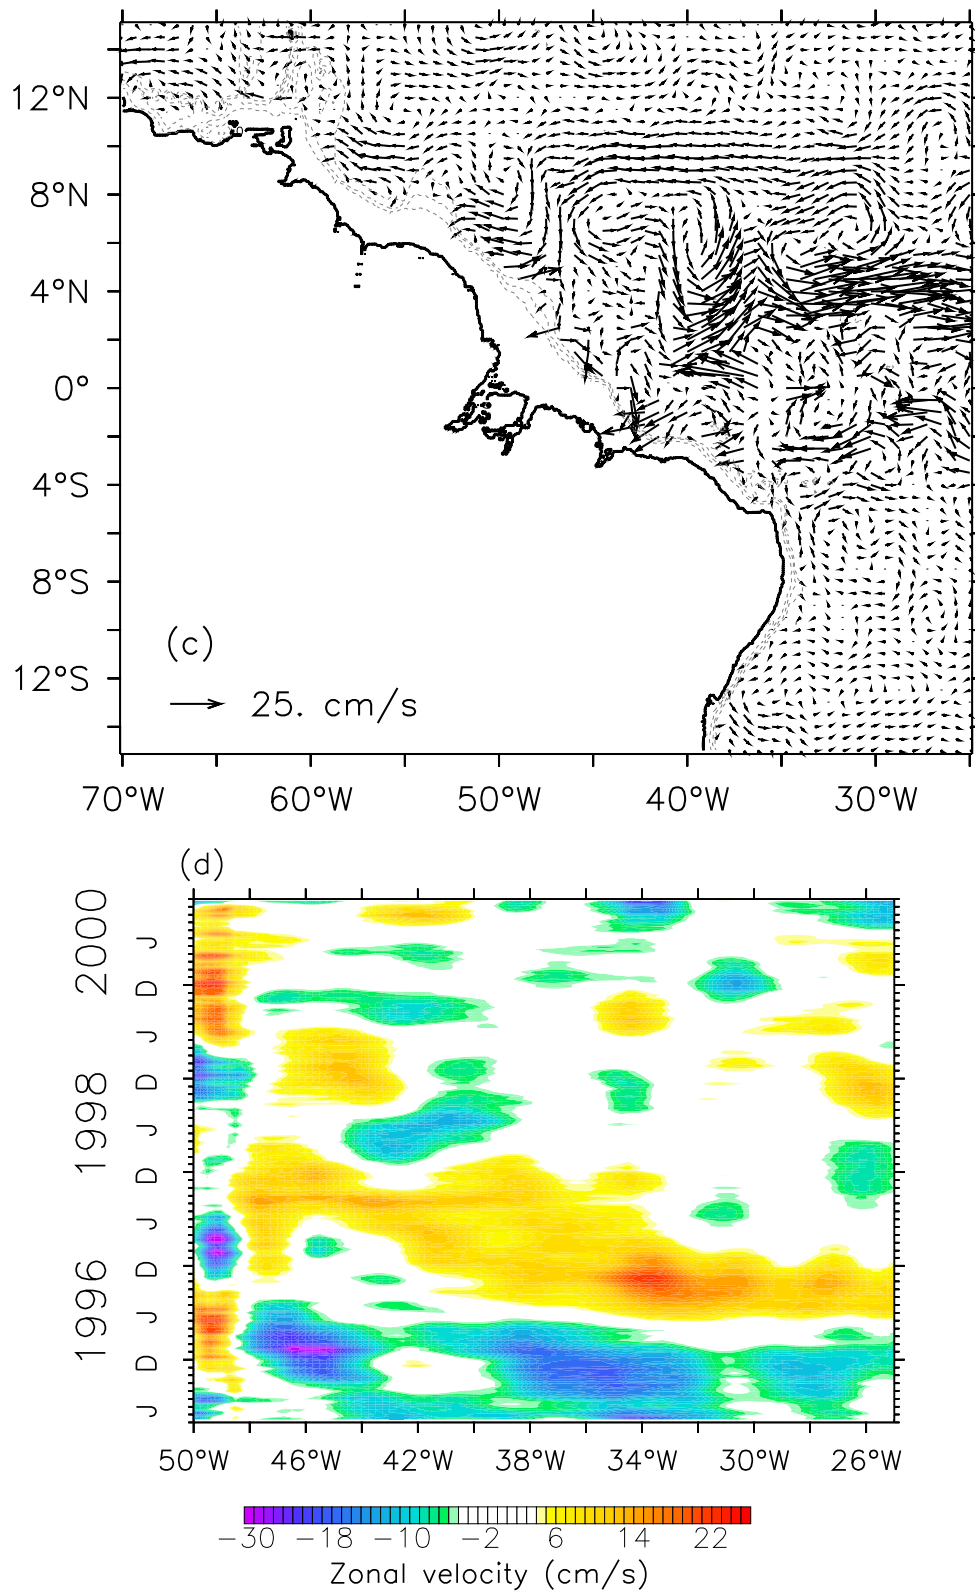 12°N
8°N
4°N
0°
4°S
8°S
12°S
(c)
25. cm/s
70°W 60°W 50°W 40°W 30°W
(d)
2000
1998
1996
J
D
J
D
J
D
J
D
J
D
J
50°W 46°W 42°W 38°W 34°W 30°W 26°W
-30 -18 -10 -2 6 14 22
Zonal velocity (cm/s)